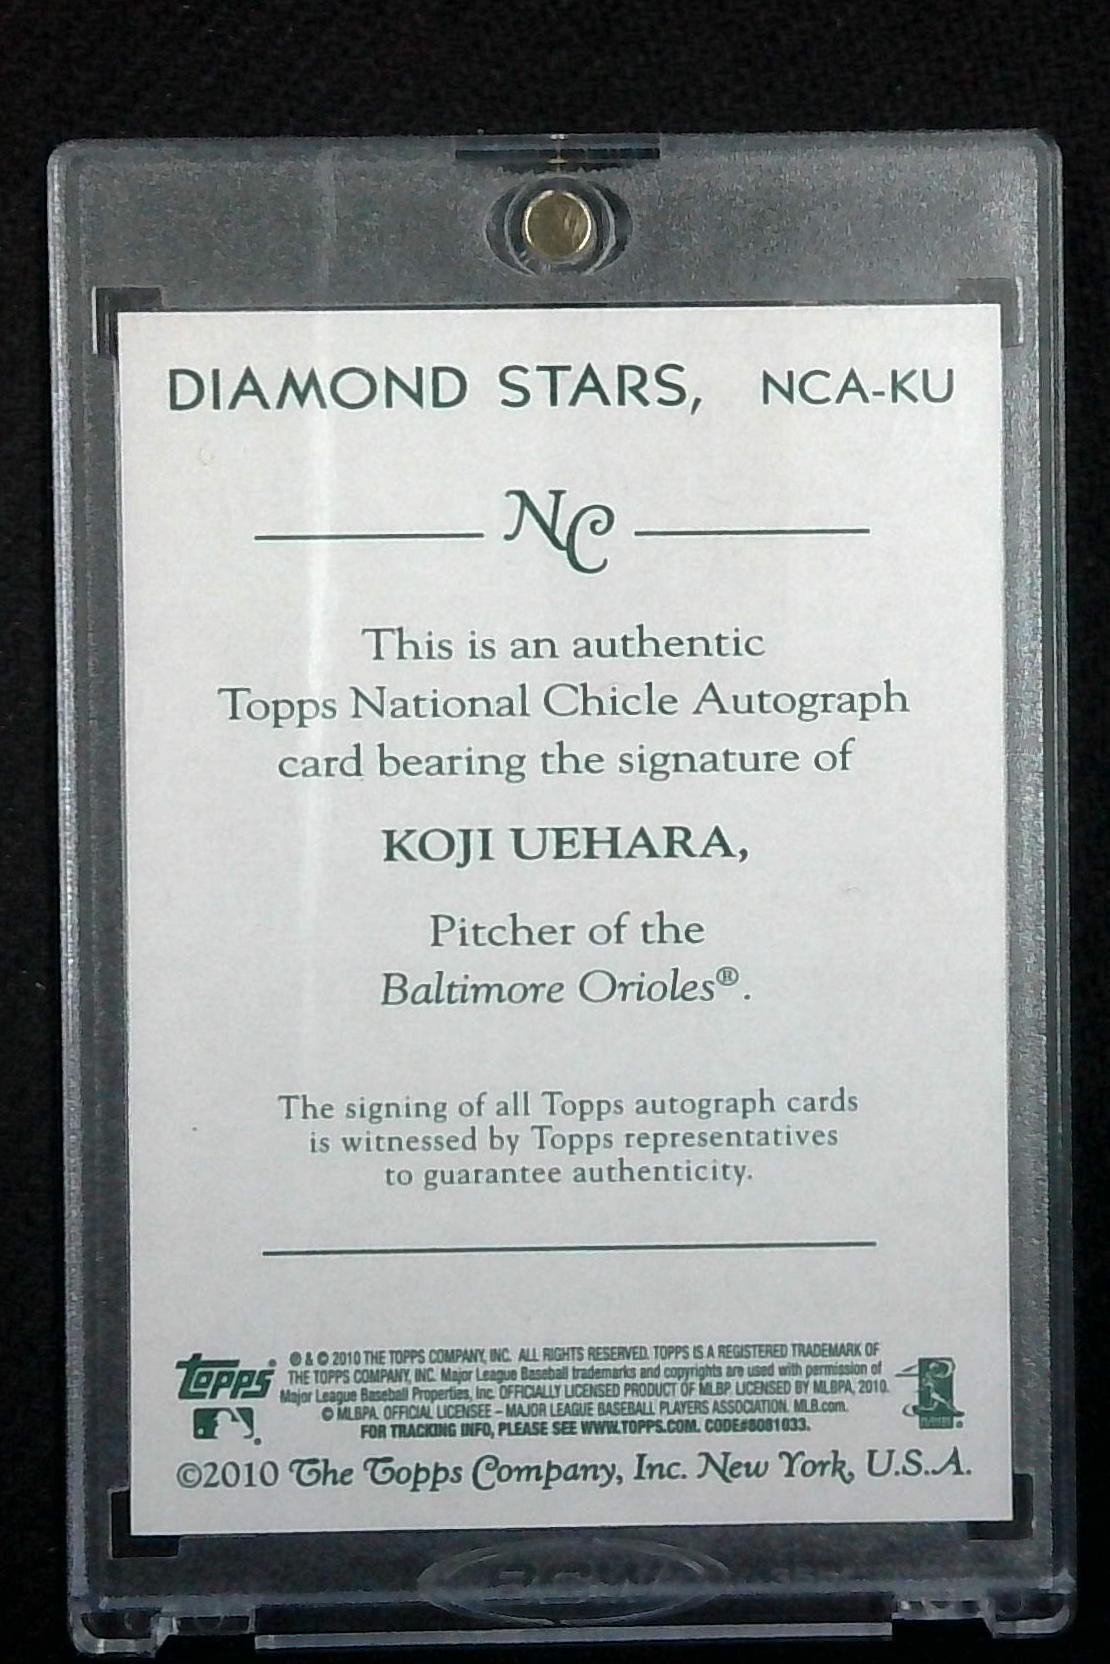 DIAMOND STARS, NCA-KU
NC
This is an authentic
Topps National Chicle Autograph
card bearing the signature of
KOJI UEHARA,
Pitcher of the
Baltimore Orioles®.
The signing of all Topps autograph cards
is witnessed by Topps representatives
to guarantee authenticity.
Topps
® & © 2010 THE TOPPS COMPANY, INC. ALL RIGHTS RESERVED. TOPPS IS A REGISTERED TRADEMARK OF
THE TOPPS COMPANY, INC. Major League Baseball trademarks and copyrights are used with permission of
Major League Baseball Properties, Inc. OFFICIALLY LICENSED PRODUCT OF MLBP. LICENSED BY MLBPA, 2010.
© MLBPA. OFFICIAL LICENSEE – MAJOR LEAGUE BASEBALL PLAYERS ASSOCIATION. MLB.com.
FOR TRACKING INFO, PLEASE SEE WWW.TOPPS.COM. CODE#8081033.
©2010 The Topps Company, Inc. New York, U.S.A.